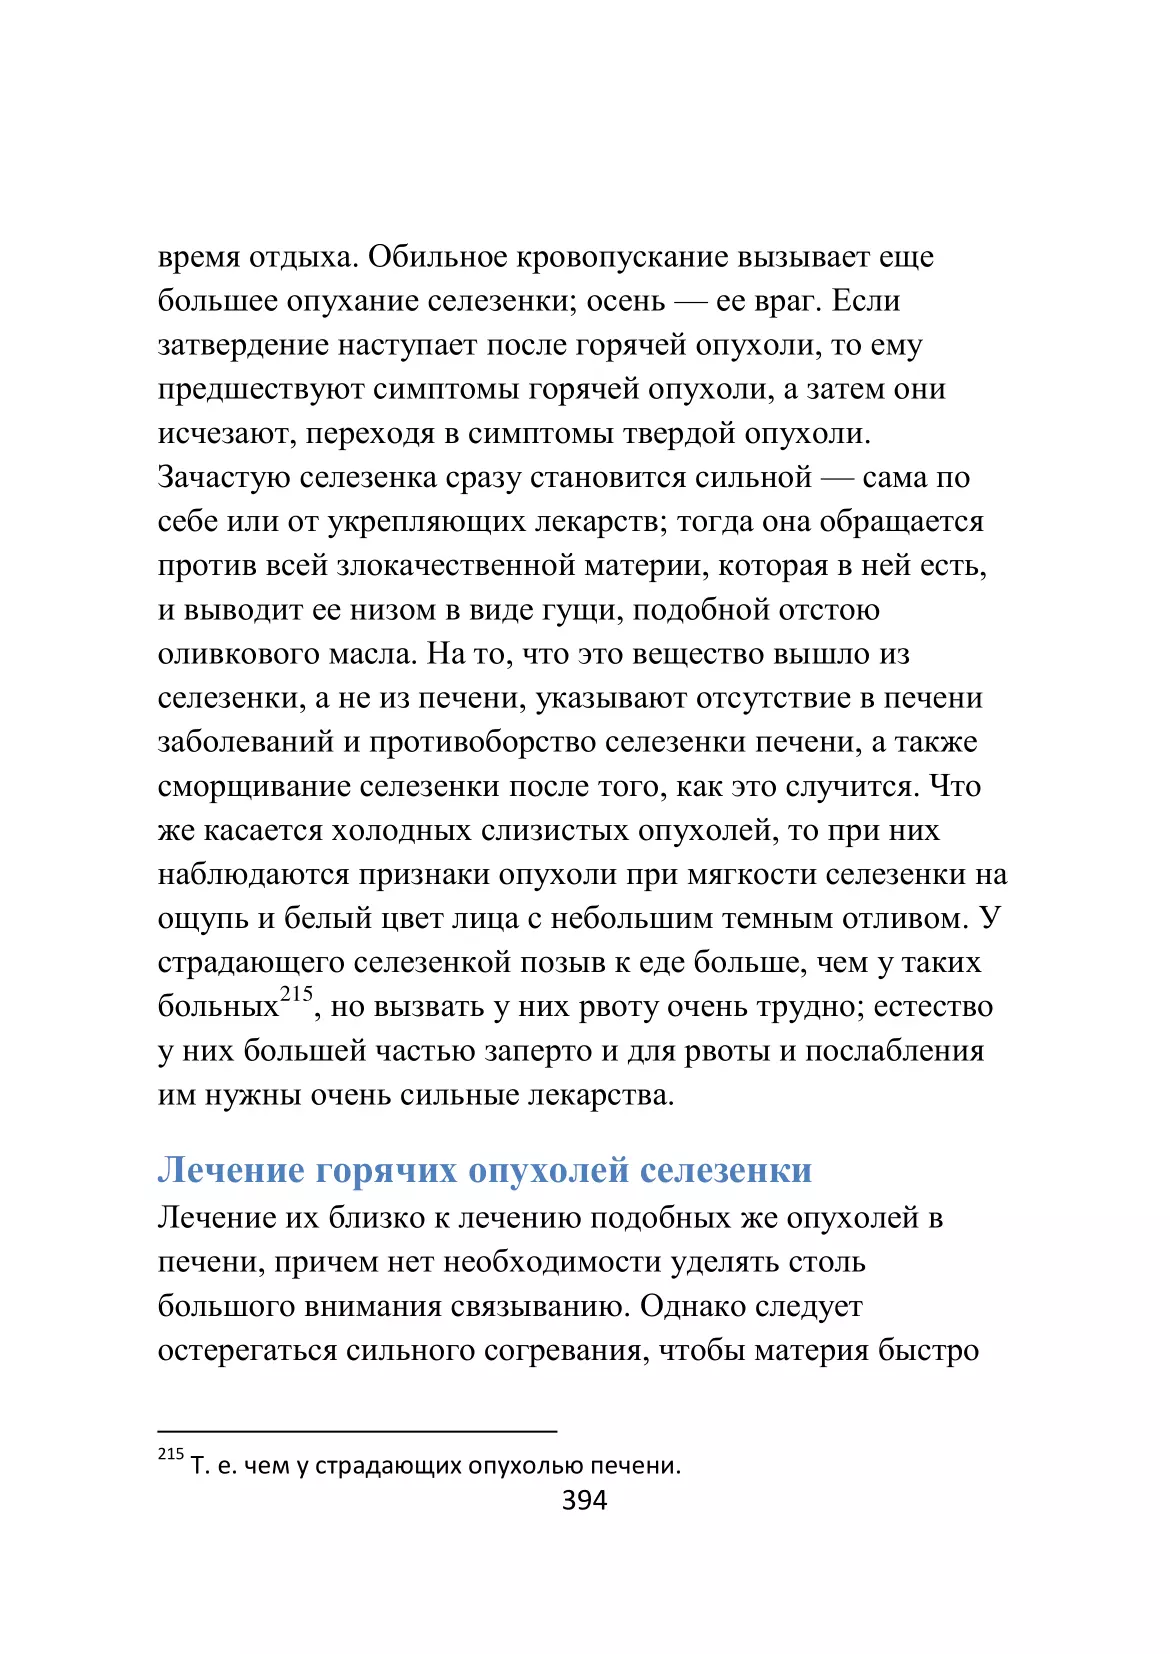 время отдыха. Обильное кровопускание вызывает еще
большее опухание селезенки; осень — ее враг. Если
затвердение наступает после горячей опухоли, то ему
предшествуют симптомы горячей опухоли, а затем они
исчезают, переходя в симптомы твердой опухоли.
Зачастую селезенка сразу становится сильной — сама по
себе или от укрепляющих лекарств; тогда она обращается
против всей злокачественной материи, которая в ней есть,
и выводит ее низом в виде гущи, подобной отстою
оливкового масла. На то, что это вещество вышло из
селезенки, а не из печени, указывают отсутствие в печени
заболеваний и противоборство селезенки печени, а также
сморщивание селезенки после того, как это случится. Что
же касается холодных слизистых опухолей, то при них
наблюдаются признаки опухоли при мягкости селезенки на
ощупь и белый цвет лица с небольшим темным отливом. У
страдающего селезенкой позыв к еде больше, чем у таких
больных215, но вызвать у них рвоту очень трудно; естество
у них большей частью заперто и для рвоты и послабления
им нужны очень сильные лекарства.
Лечение горячих опухолей селезенки
Лечение их близко к лечению подобных же опухолей в
печени, причем нет необходимости уделять столь
большого внимания связыванию. Однако следует
остерегаться сильного согревания, чтобы материя быстро
215 Т. е. чем у страдающих опухолью печени.
394